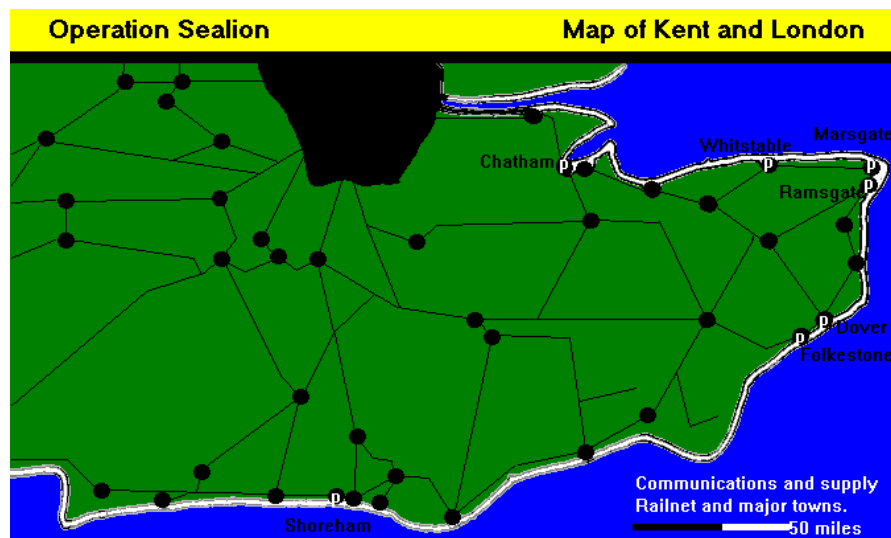 Operation Sealion Map of Kent and London
Marsgate
Whitstable
Chatham P P P
Ramsgate P
P Dover
P
Folkestone
Communications and supply
Railnet and major towns.
P
50 miles
Shoreham